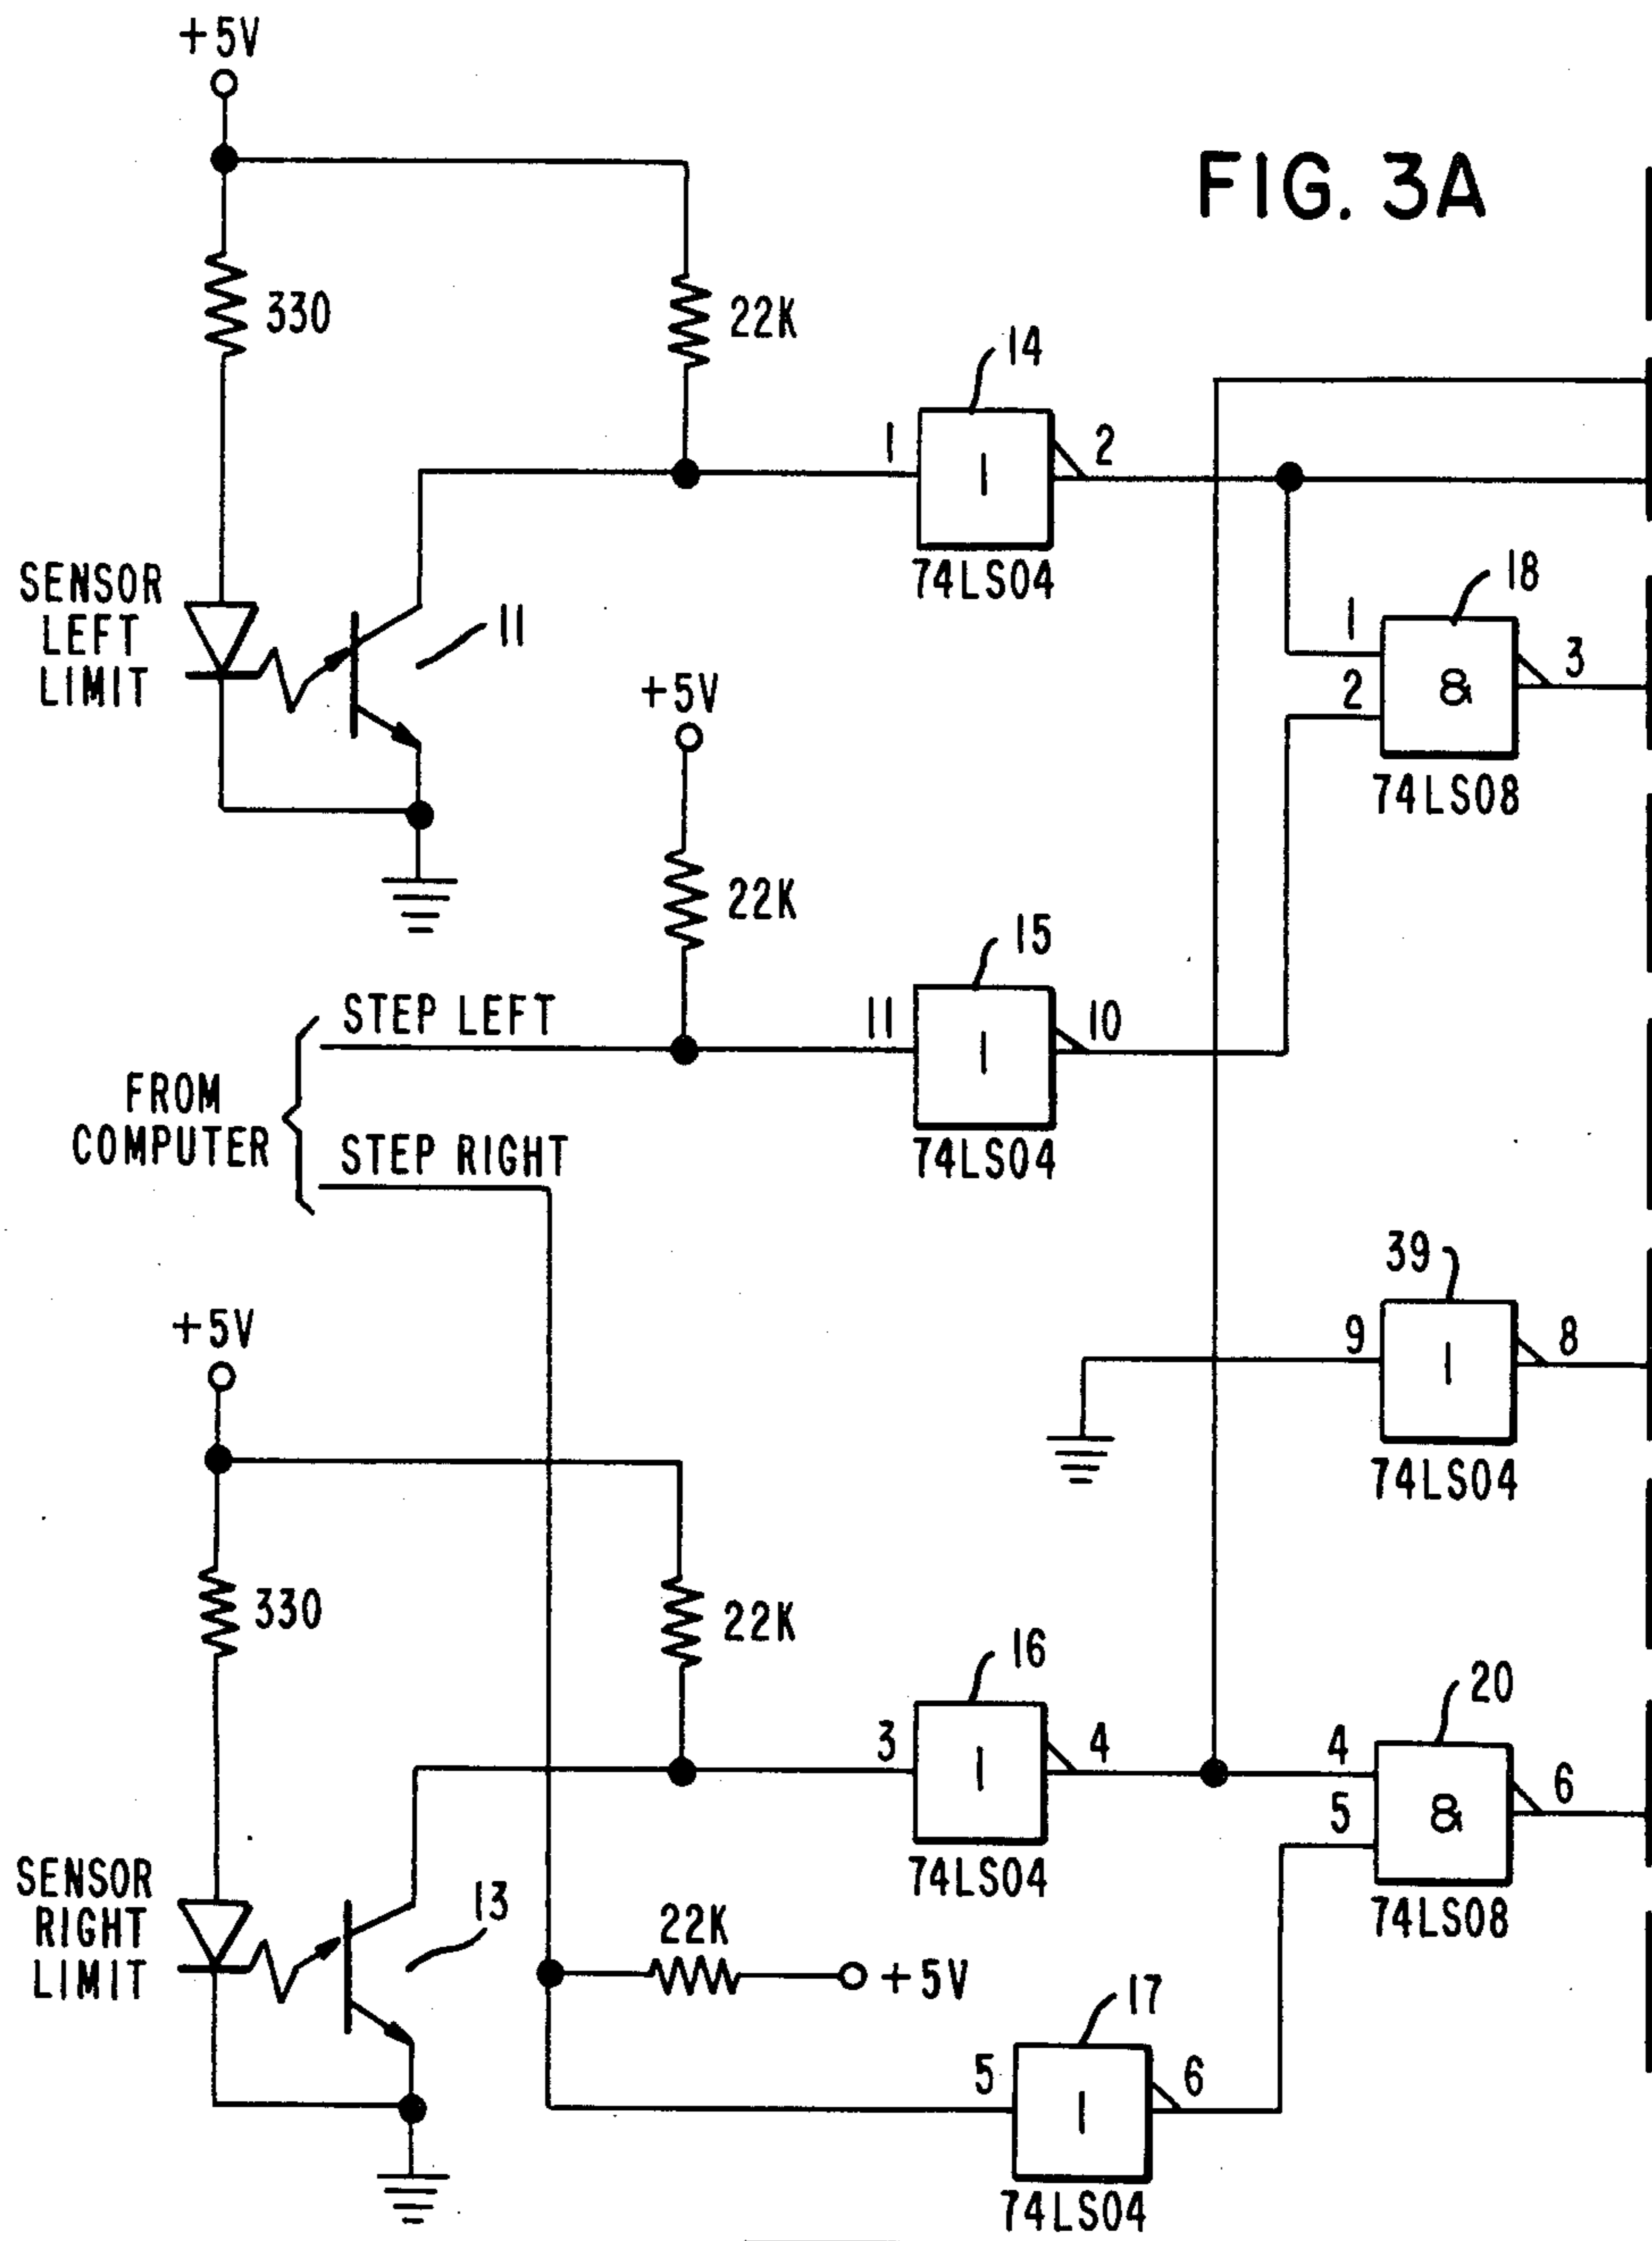 FIG. 3A
+5V
330
22K
14
1
2
74LS04
SENSOR
LEFT
LIMIT
11
18
1
2
&
3
74LS08
+5V
22K
15
STEP LEFT
11
1
10
74LS04
FROM
COMPUTER
STEP RIGHT
39
9
1
8
74LS04
+5V
330
22K
16
3
1
4
74LS04
20
4
5
&
6
74LS08
SENSOR
RIGHT
LIMIT
13
22K
+5V
17
5
1
6
74LS04